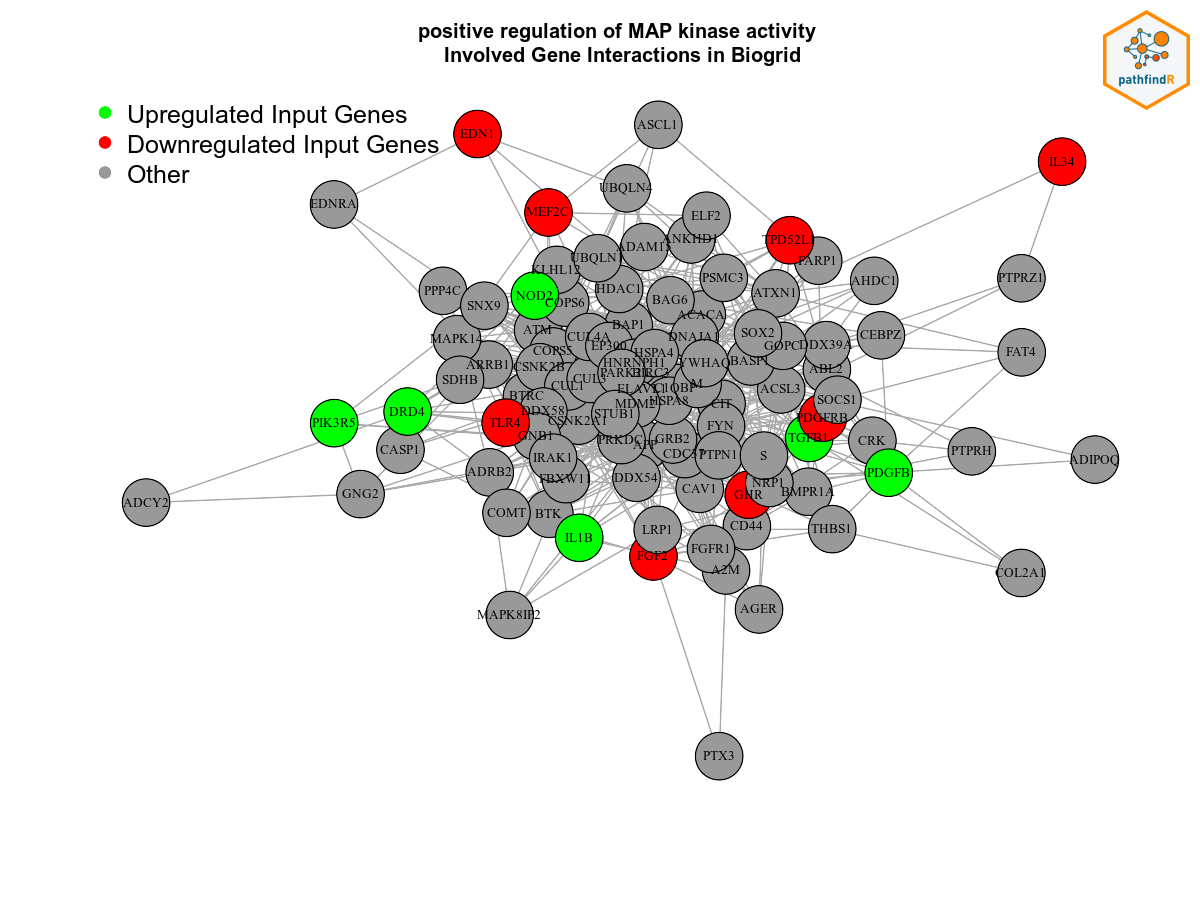 positive regulation of MAP kinase activity
Involved Gene Interactions in Biogrid
pathfindR
Upregulated Input Genes
Downregulated Input Genes
Other
EDN1
ASCL1
IL34
EDNRA
UBQLN4
MEF2C
ELF2
ANKHD1
TPD52L1
ADAM15
UBQLN1
KLHL12
PARP1
PSMC3
AHDC1
PTPRZ1
PPP4C
SNX9
NOD2
COPS6
HDAC1
BAG6
ATXN1
ACACA
ATM
BAP1
SOX2
CEBPZ
MAPK14
CUL4A
EP300
DNAJA1
GOPC
DDX39A
COPS5
HSPA4
FAT4
ARRB1
CSNK2B
HNRNPH1
YWHAQ
BASP1
ABL2
SDHB
PARK2
CUL3
CUL1
M
ACSL3
BTRC
SOCS1
DDX58
MDM2
HSPA8
CIT
PIK3R5
DRD4
TLR4
CSNK2A1
STUB1
FYN
PDGFRB
GNB1
PRKDC
APP
GRB2
TGFB1
CRK
CASP1
IRAK1
CDC37
PTPN1
S
PTPRH
ADIPOQ
ADRB2
FBXW11
DDX54
NRP1
PDGFB
ADCY2
GNG2
CAV1
GHR
BMPR1A
COMT
BTK
LRP1
CD44
THBS1
IL1B
FGF2
FGFR1
A2M
COL2A1
MAPK8IP2
AGER
PTX3